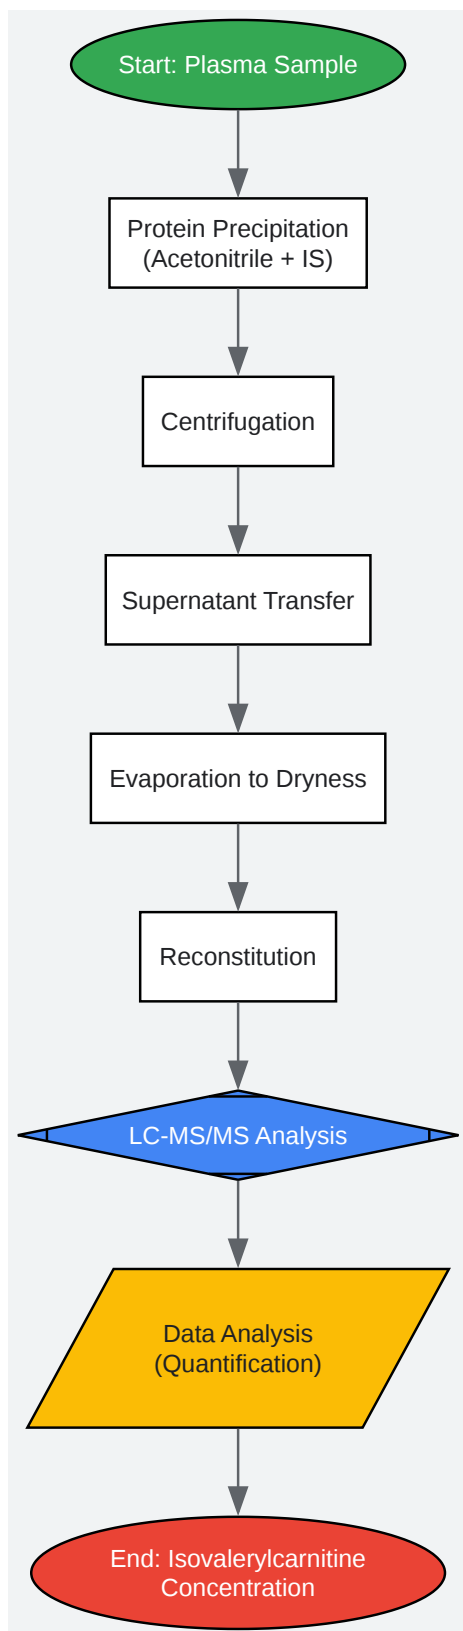 Start: Plasma Sample
Protein Precipitation
(Acetonitrile + IS)
Centrifugation
Supernatant Transfer
Evaporation to Dryness
Reconstitution
LC-MS/MS Analysis
Data Analysis
(Quantification)
End: Isovalerylcarnitine
Concentration